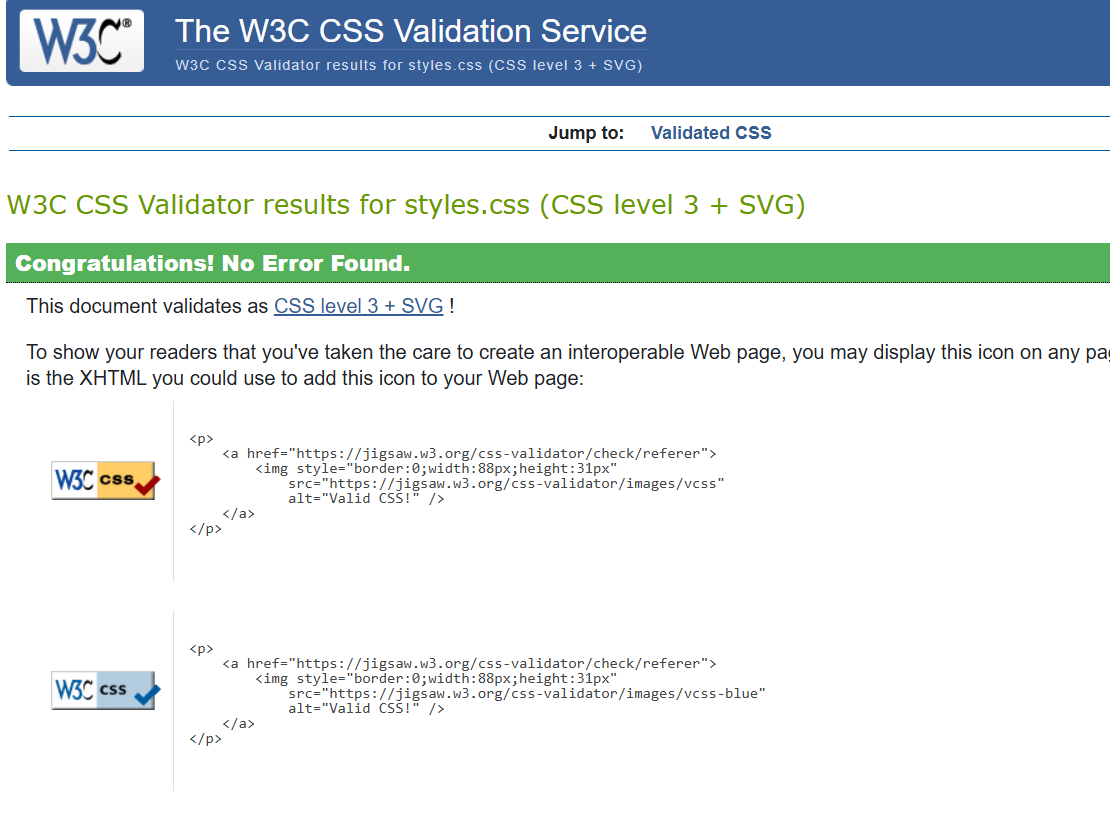 W3C®
The W3C CSS Validation Service
W3C CSS Validator results for styles.css (CSS level 3 + SVG)
Jump to: Validated CSS
W3C CSS Validator results for styles.css (CSS level 3 + SVG)
Congratulations! No Error Found.
This document validates as CSS level 3 + SVG !
To show your readers that you've taken the care to create an interoperable Web page, you may display this icon on any
is the XHTML you could use to add this icon to your Web page:
W3C css
<p>
    <a href="https://jigsaw.w3.org/css-validator/check/referer">
        <img style="border:0;width:88px;height:31px"
            src="https://jigsaw.w3.org/css-validator/images/vcss"
            alt="Valid CSS!" />
    </a>
</p>
W3C css
<p>
    <a href="https://jigsaw.w3.org/css-validator/check/referer">
        <img style="border:0;width:88px;height:31px"
            src="https://jigsaw.w3.org/css-validator/images/vcss-blue"
            alt="Valid CSS!" />
    </a>
</p>